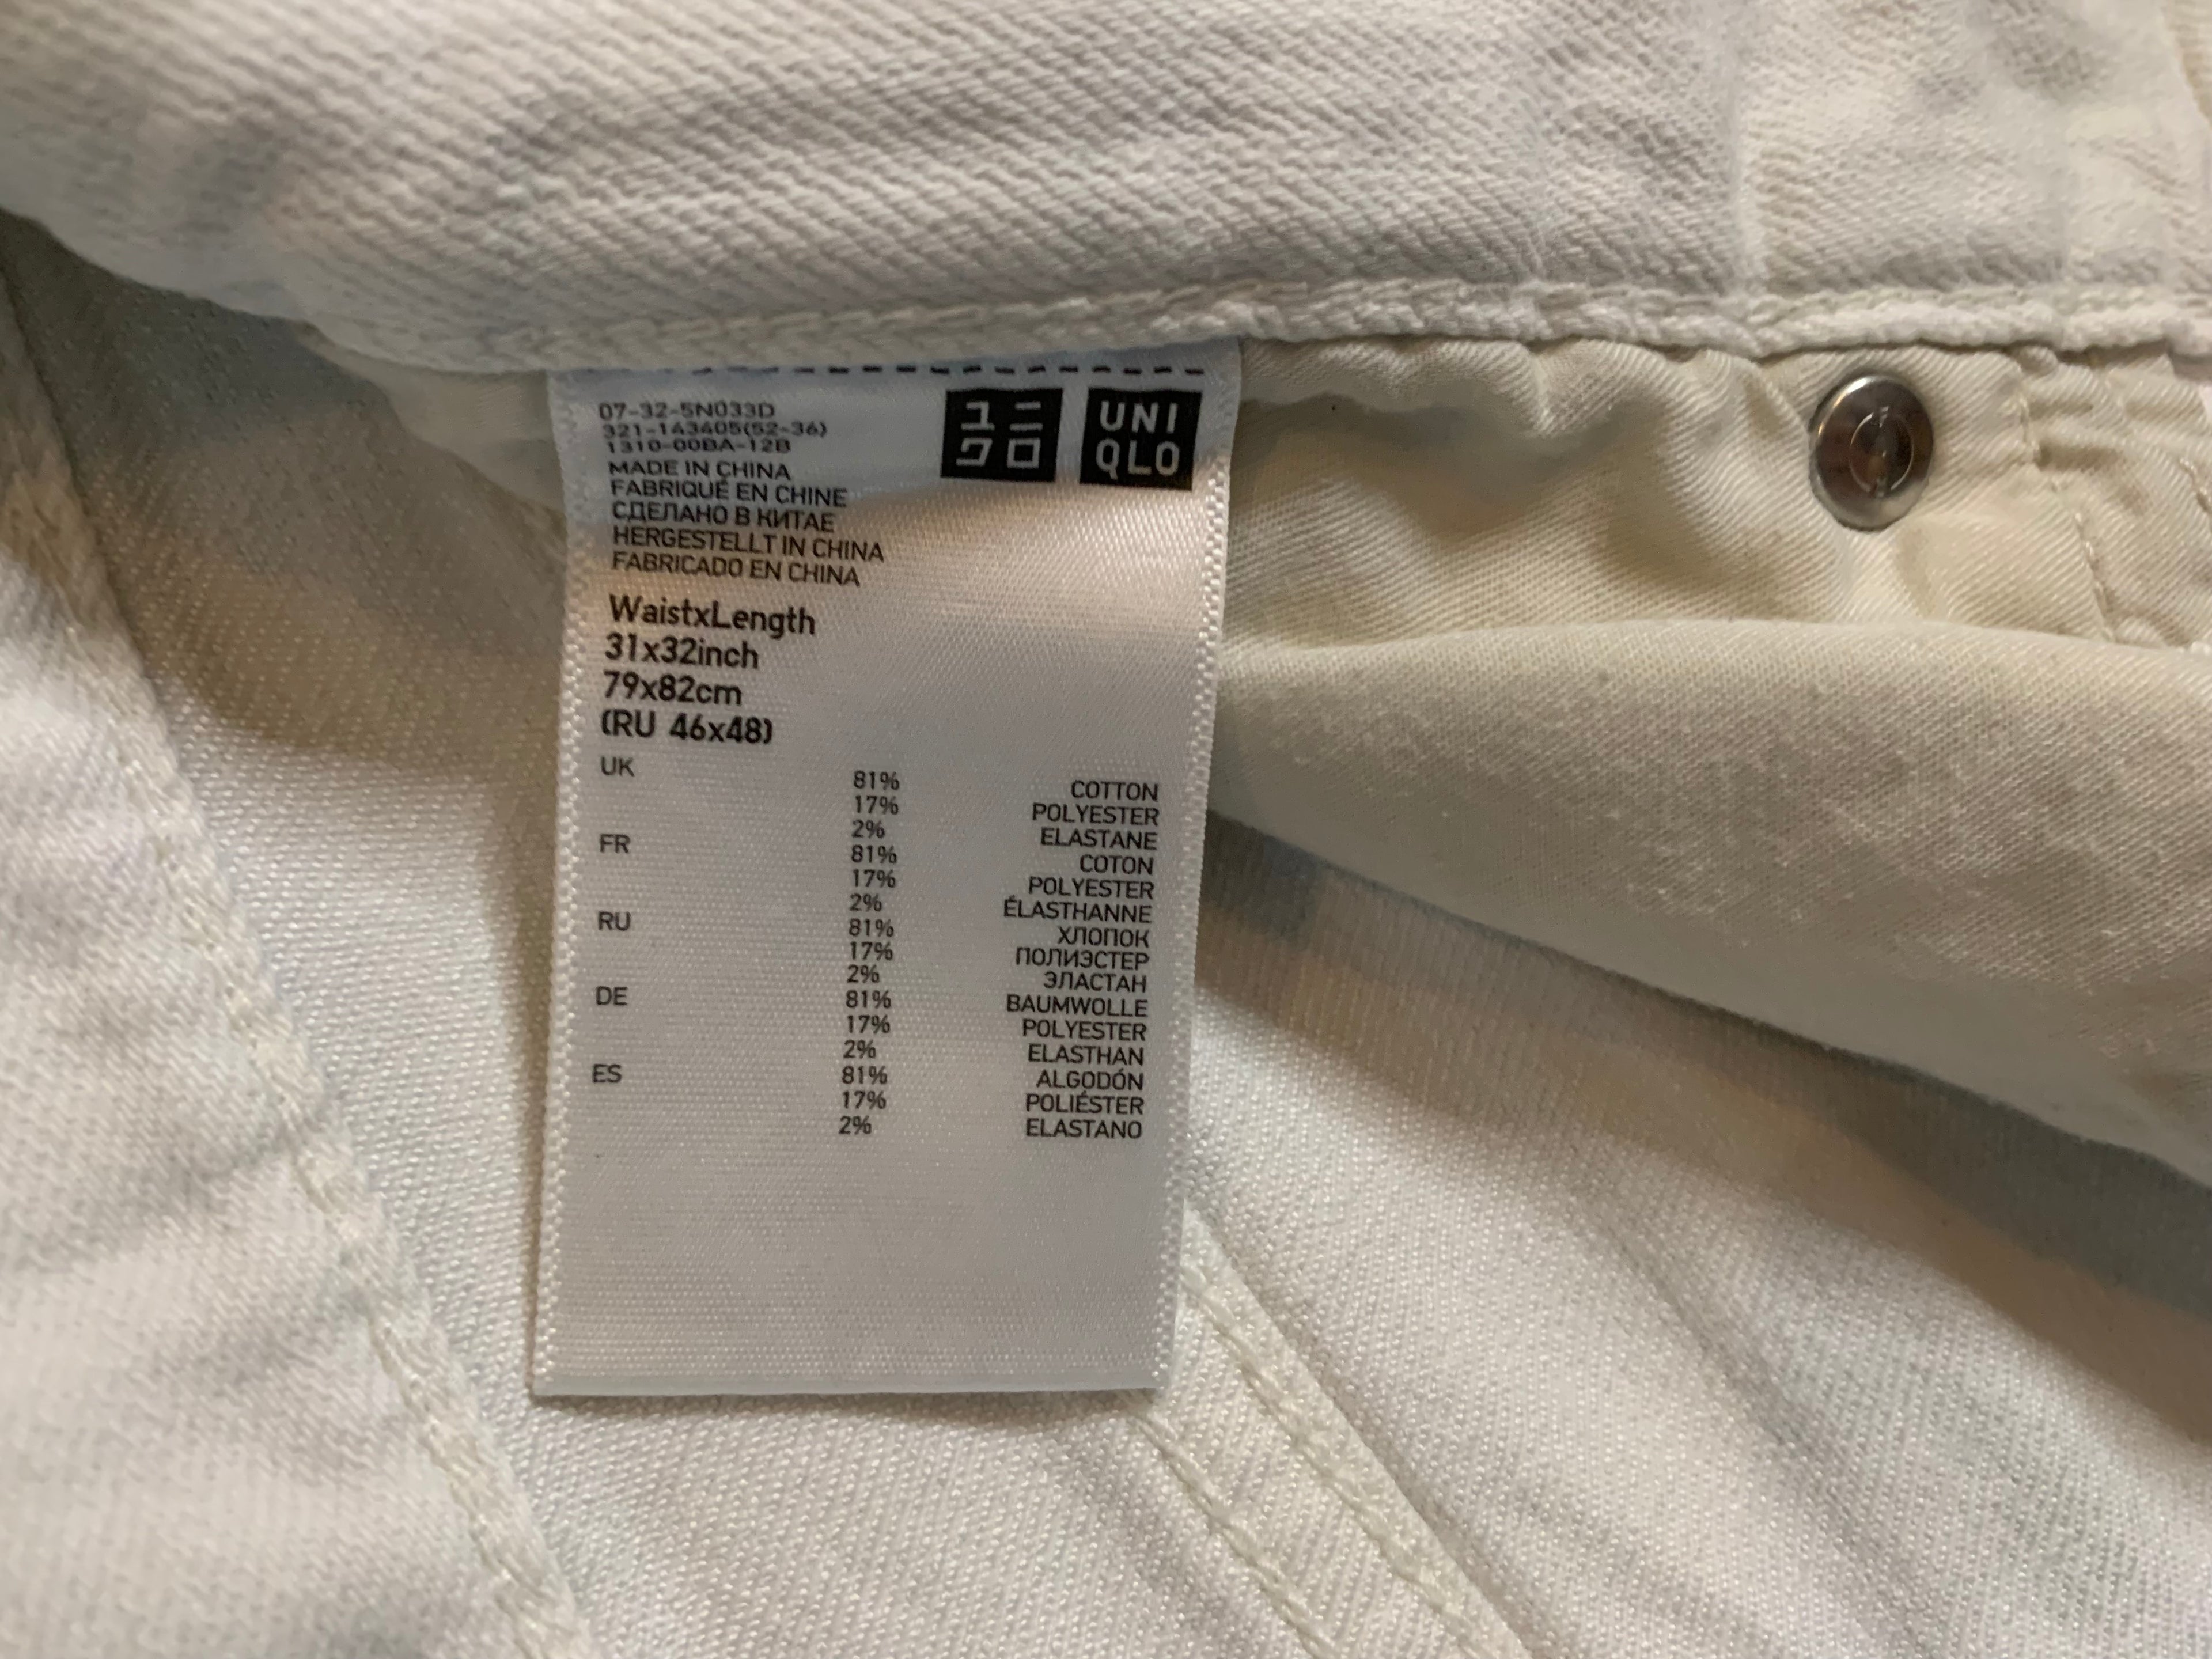 07-32-5N033D
321-143405(52-36)
1310-00BA-12B
ユニ
クロ
UNI
QLO
MADE IN CHINA
FABRIQUÉ EN CHINE
СДЕЛАНО В КИТАЕ
HERGESTELLT IN CHINA
FABRICADO EN CHINA
WaistxLength
31x32inch
79x82cm
(RU 46x48)
UK 81% COTTON
17% POLYESTER
2% ELASTANE
FR 81% COTON
17% POLYESTER
2% ÉLASTHANNE
RU 81% ХЛОПОК
17% ПОЛИЭСТЕР
2% ЭЛАСТАН
DE 81% BAUMWOLLE
17% POLYESTER
2% ELASTHAN
ES 81% ALGODÓN
17% POLIÉSTER
2% ELASTANO